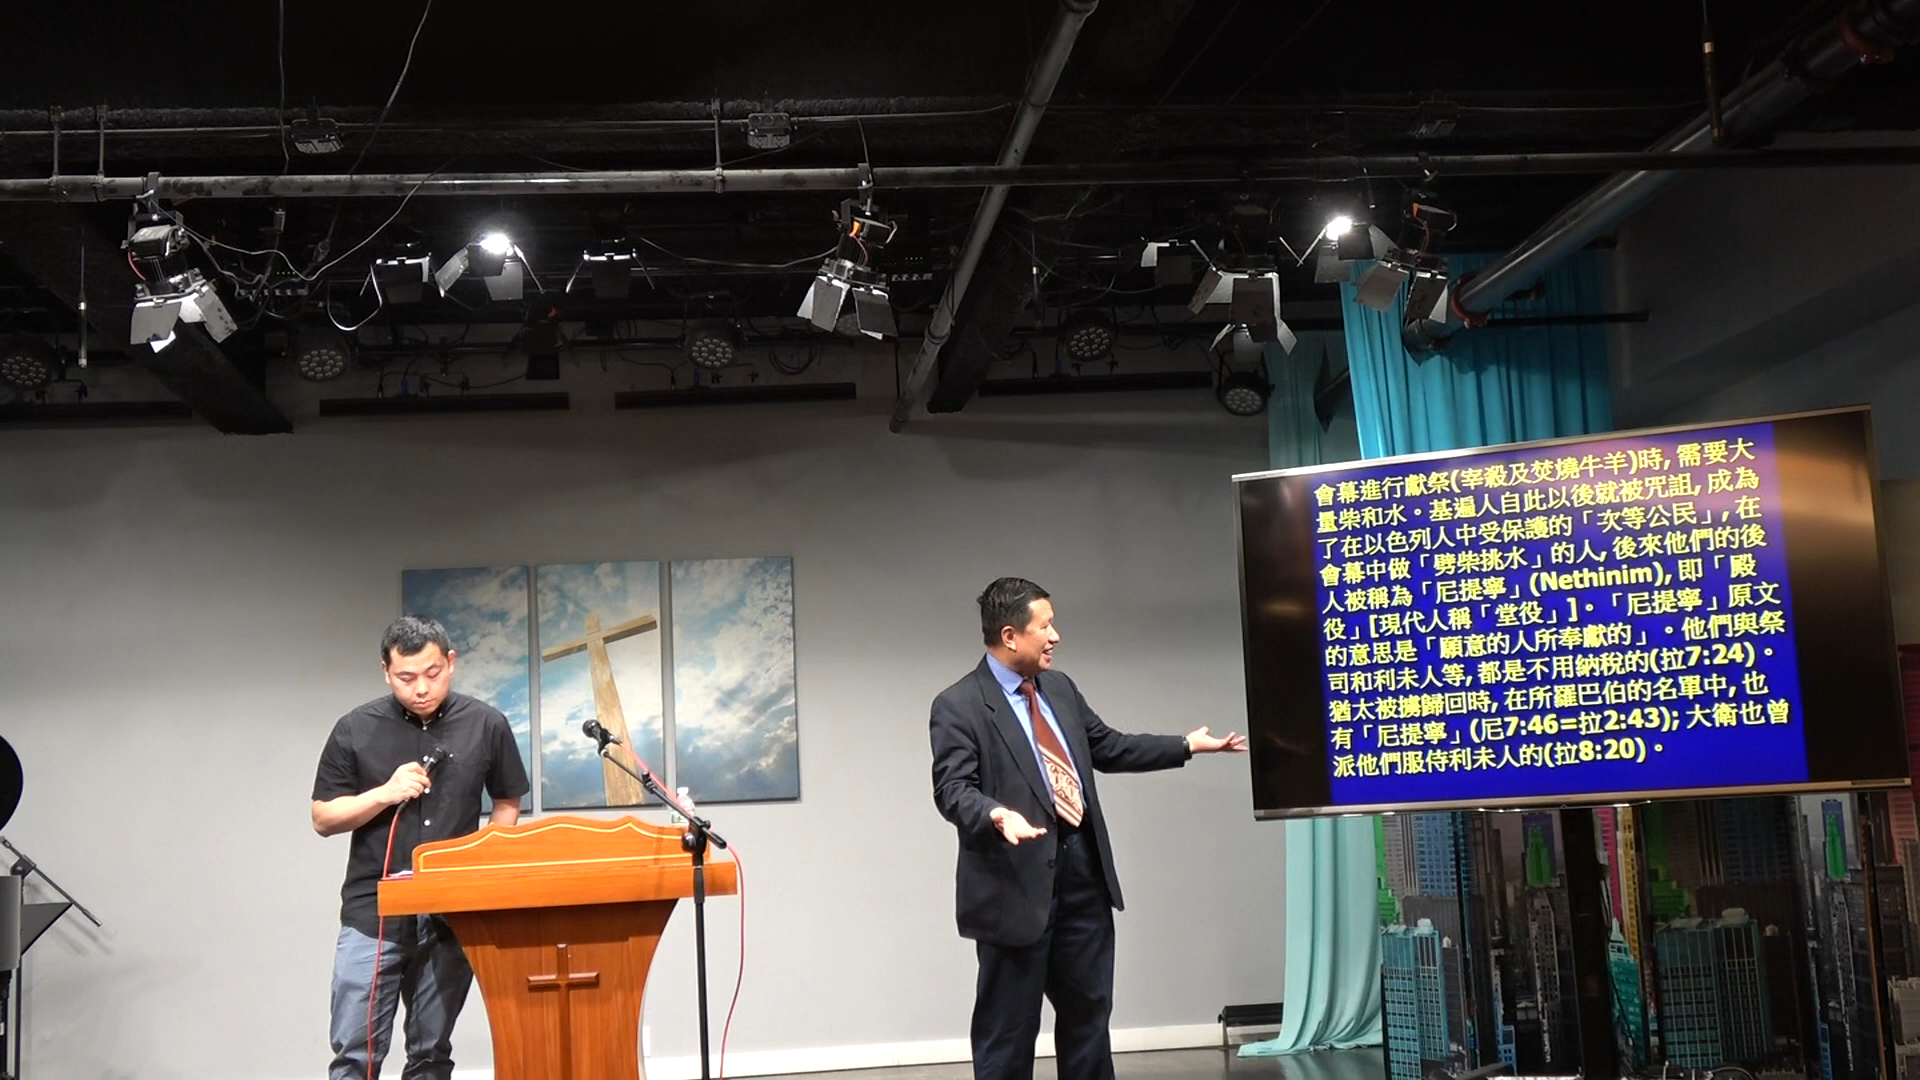 會幕進行獻祭(宰殺及焚燒牛羊)時, 需要大
量柴和水。基遍人自此以後就被咒詛, 成為
了在以色列人中受保護的「次等公民」, 在
會幕中做「劈柴挑水」的人, 後來他們的後
人被稱為「尼提寧」(Nethinim), 即「殿
役」[現代人稱「堂役」]。「尼提寧」原文
的意思是「願意的人所奉獻的」。他們與祭
司和利未人等, 都是不用納稅的(拉7:24)。
猶太被擄歸回時, 在所羅巴伯的名單中, 也
有「尼提寧」(尼7:46=拉2:43); 大衛也曾
派他們服侍利未人的(拉8:20)。